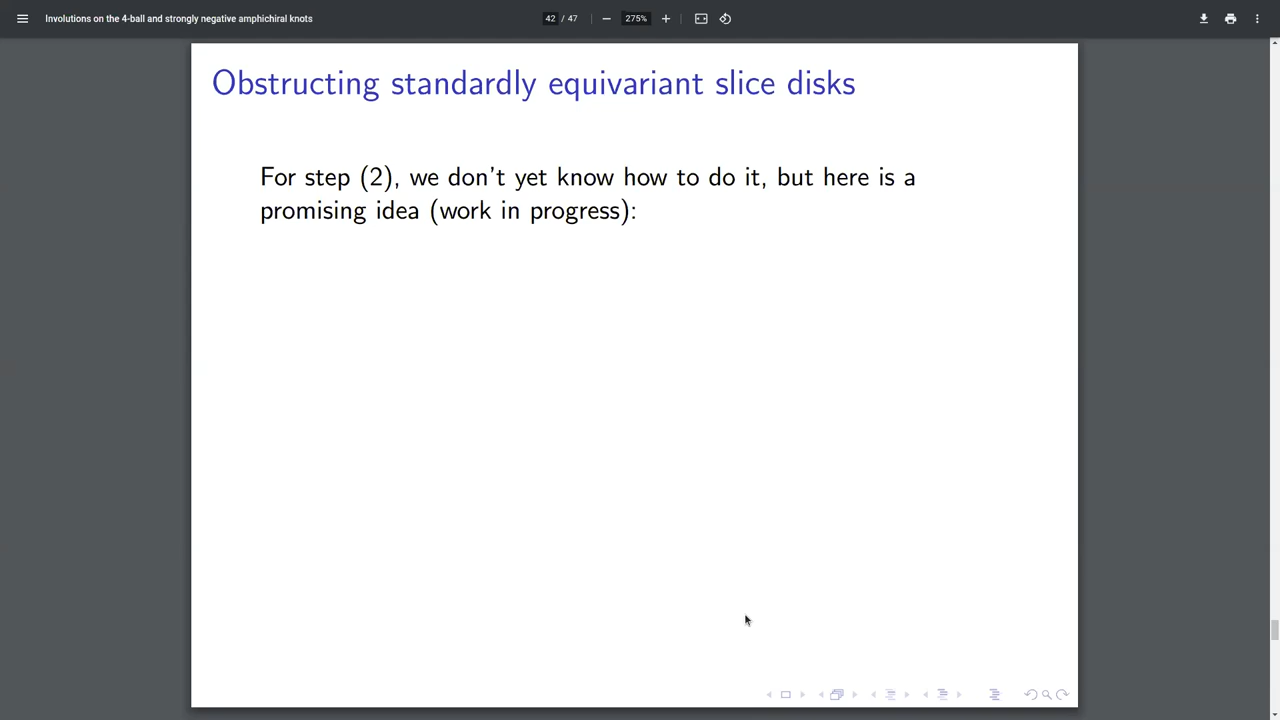 Involutions on the 4-ball and strongly negative amphichiral knots
42 / 47
275%
Obstructing standardly equivariant slice disks
For step (2), we don't yet know how to do it, but here is a
promising idea (work in progress):